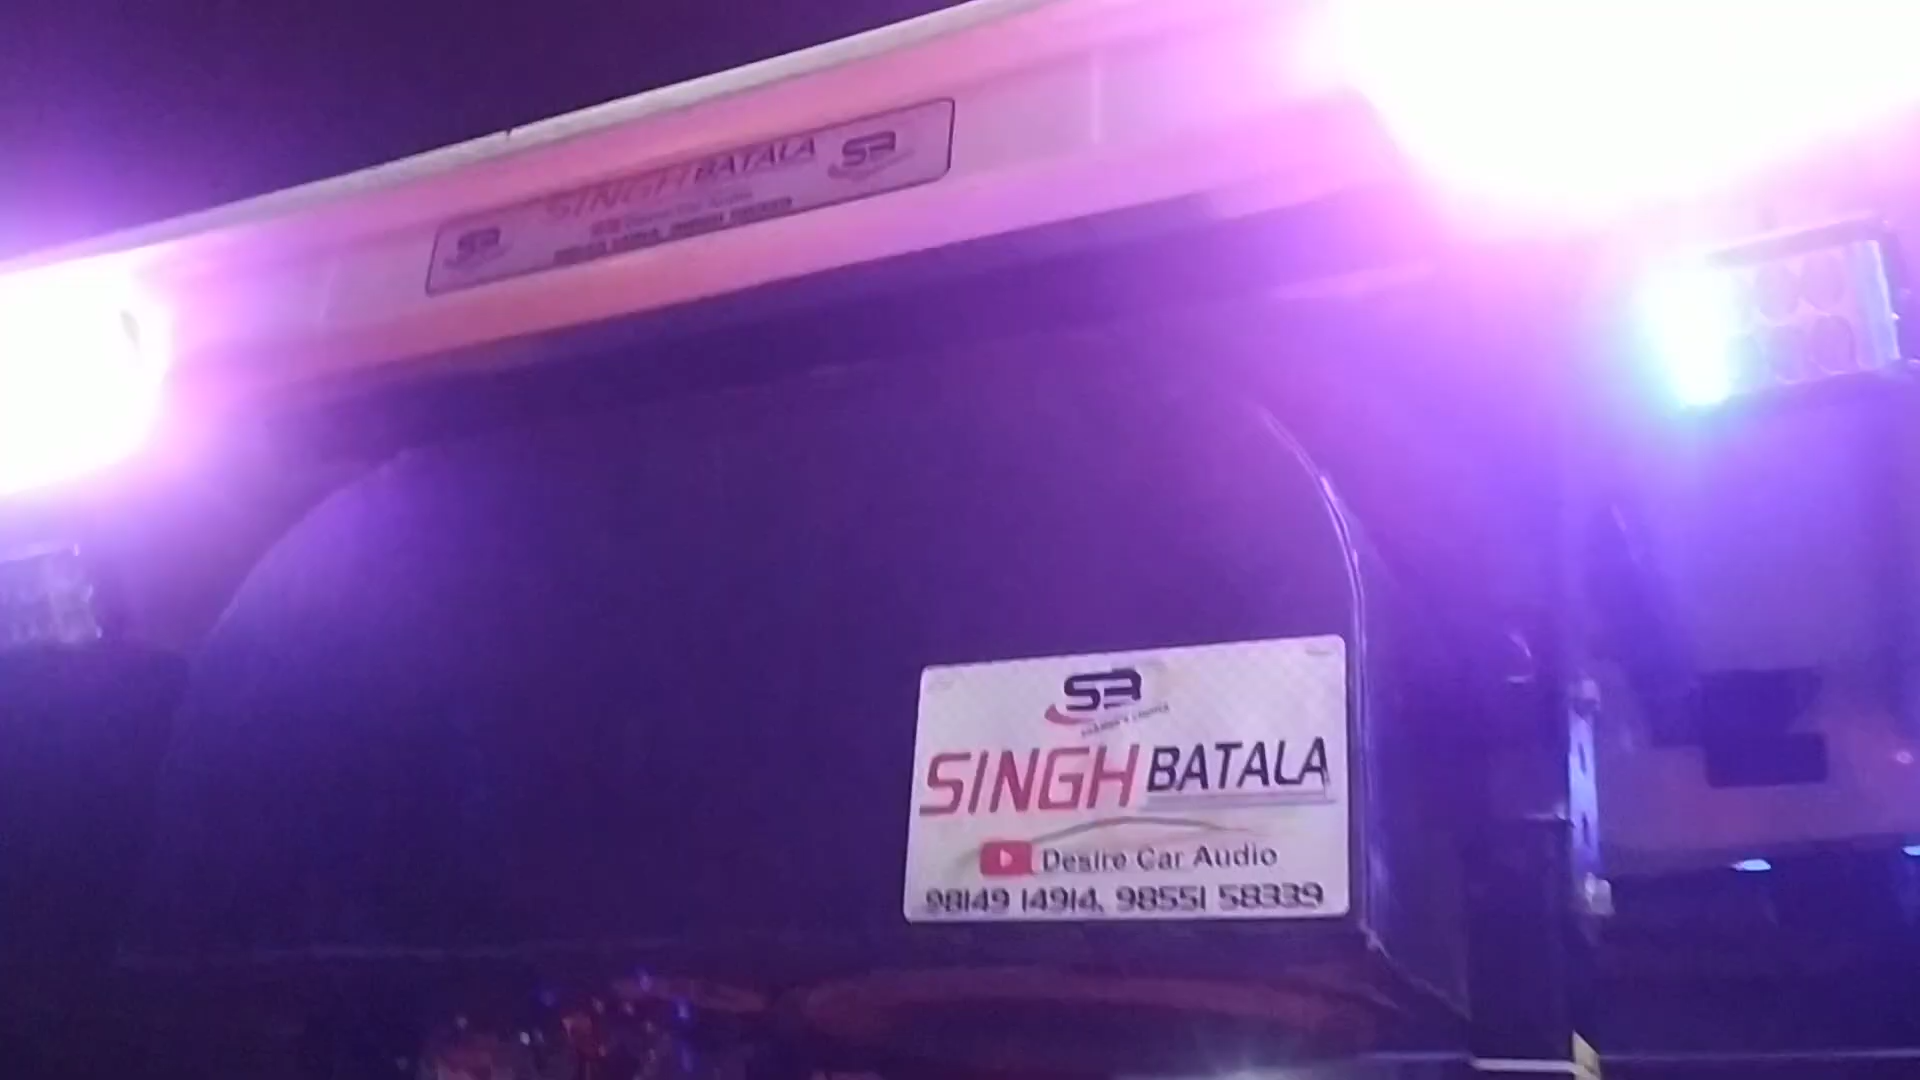 SB
SINGH BATALA
SB
SB
SINGH BATALA
Desire Car Audio
98149 14914, 98551 58339